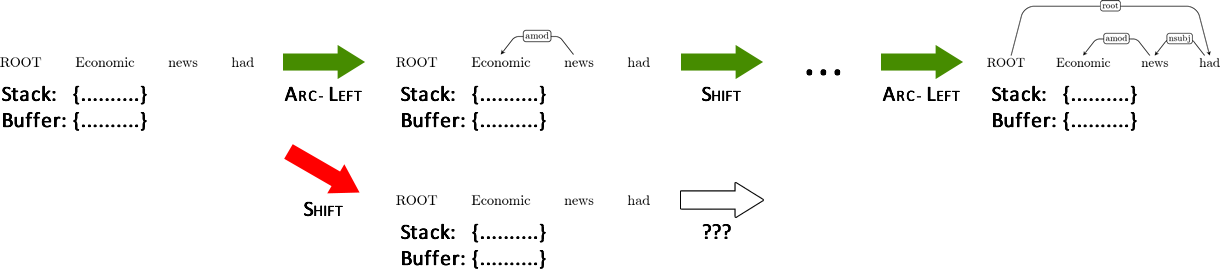 root
amod
amod
nsubj
ROOT Economic news had
ROOT Economic news had
...
ROOT Economic news had
Stack: {..........}
ARC- LEFT
Stack: {..........}
SHIFT
ARC- LEFT
Stack: {..........}
Buffer: {..........}
Buffer: {..........}
Buffer: {..........}
SHIFT
ROOT Economic news had
Stack: {..........}
???
Buffer: {..........}